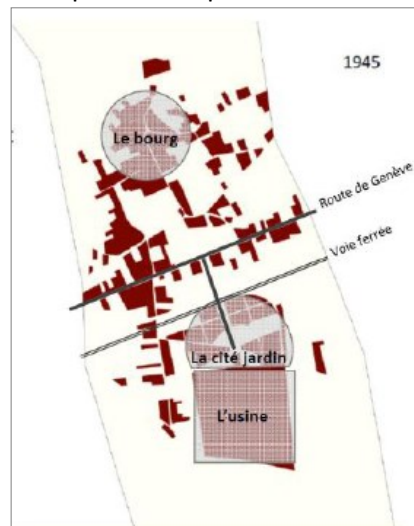 1945
Le bourg
Route de Genève
Voie ferrée
La cité jardin
L'usine